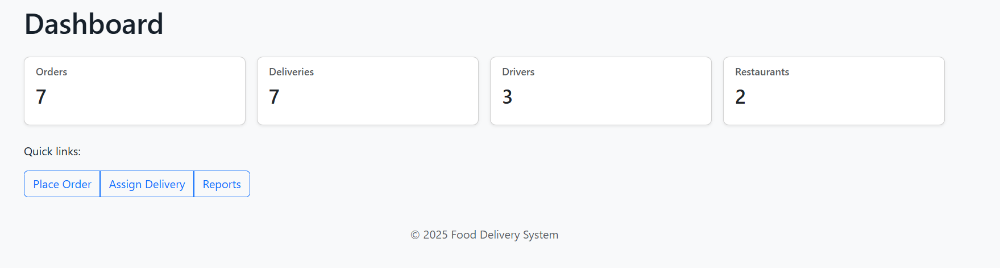 Dashboard
Orders
7
Deliveries
7
Drivers
3
Restaurants
2
Quick links:
Place Order
Assign Delivery
Reports
© 2025 Food Delivery System